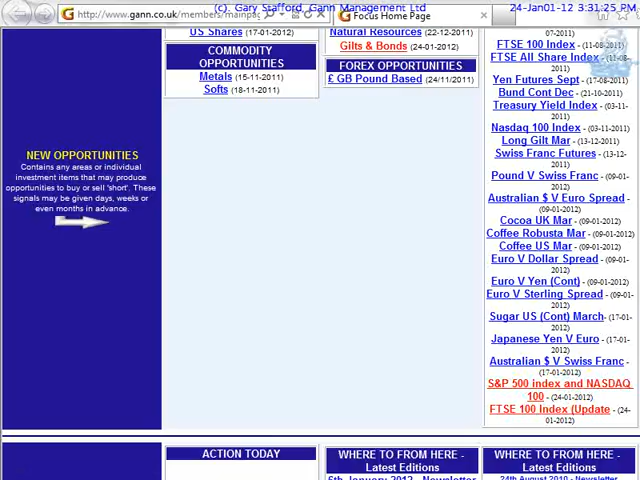 (c). Gary Stafford, Gann Management Ltd
24-Jan01-12 3:31:25 PM
http://www.gann.co.uk/members/mainpa
Focus Home Page
US Shares (17-01-2012)
COMMODITY
OPPORTUNITIES
Metals (15-11-2011)
Softs (18-11-2011)
Natural Resources (22-12-2011)
Gilts & Bonds (24-01-2012)
FOREX OPPORTUNITIES
£ GB Pound Based (24/11/2011)
NEW OPPORTUNITIES
Contains any areas or individual
investment items that may produce
opportunities to buy or sell 'short'. These
signals may be given days, weeks or
even months in advance.
07-2011)
FTSE 100 Index - (11-08-2011)
FTSE All Share Index - (11-08-
2011)
Yen Futures Sept - (17-08-2011)
Bund Cont Dec - (21-10-2011)
Treasury Yield Index - (03-11-
2011)
Nasdaq 100 Index - (03-11-2011)
Long Gilt Mar - (13-12-2011)
Swiss Franc Futures - (13-12-
2011)
Pound V Swiss Franc - (09-01-
2012)
Australian $ V Euro Spread -
(09-01-2012)
Cocoa UK Mar - (09-01-2012)
Coffee Robusta Mar - (09-01-2012)
Coffee US Mar - (09-01-2012)
Euro V Dollar Spread - (09-01-
2012)
Euro V Yen (Cont) - (09-01-2012)
Euro V Sterling Spread - (09-01-
2012)
Sugar US (Cont) March - (17-01-
2012)
Japanese Yen V Euro - (17-01-
2012)
Australian $ V Swiss Franc -
(17-01-2012)
S&P 500 index and NASDAQ
100 - (24-01-2012)
FTSE 100 Index (Update - (24-
01-2012)
ACTION TODAY
WHERE TO FROM HERE -
Latest Editions
6th January 2012 - Newsletter
WHERE TO FROM HERE -
Latest Editions
24th August 2010 - Newsletter